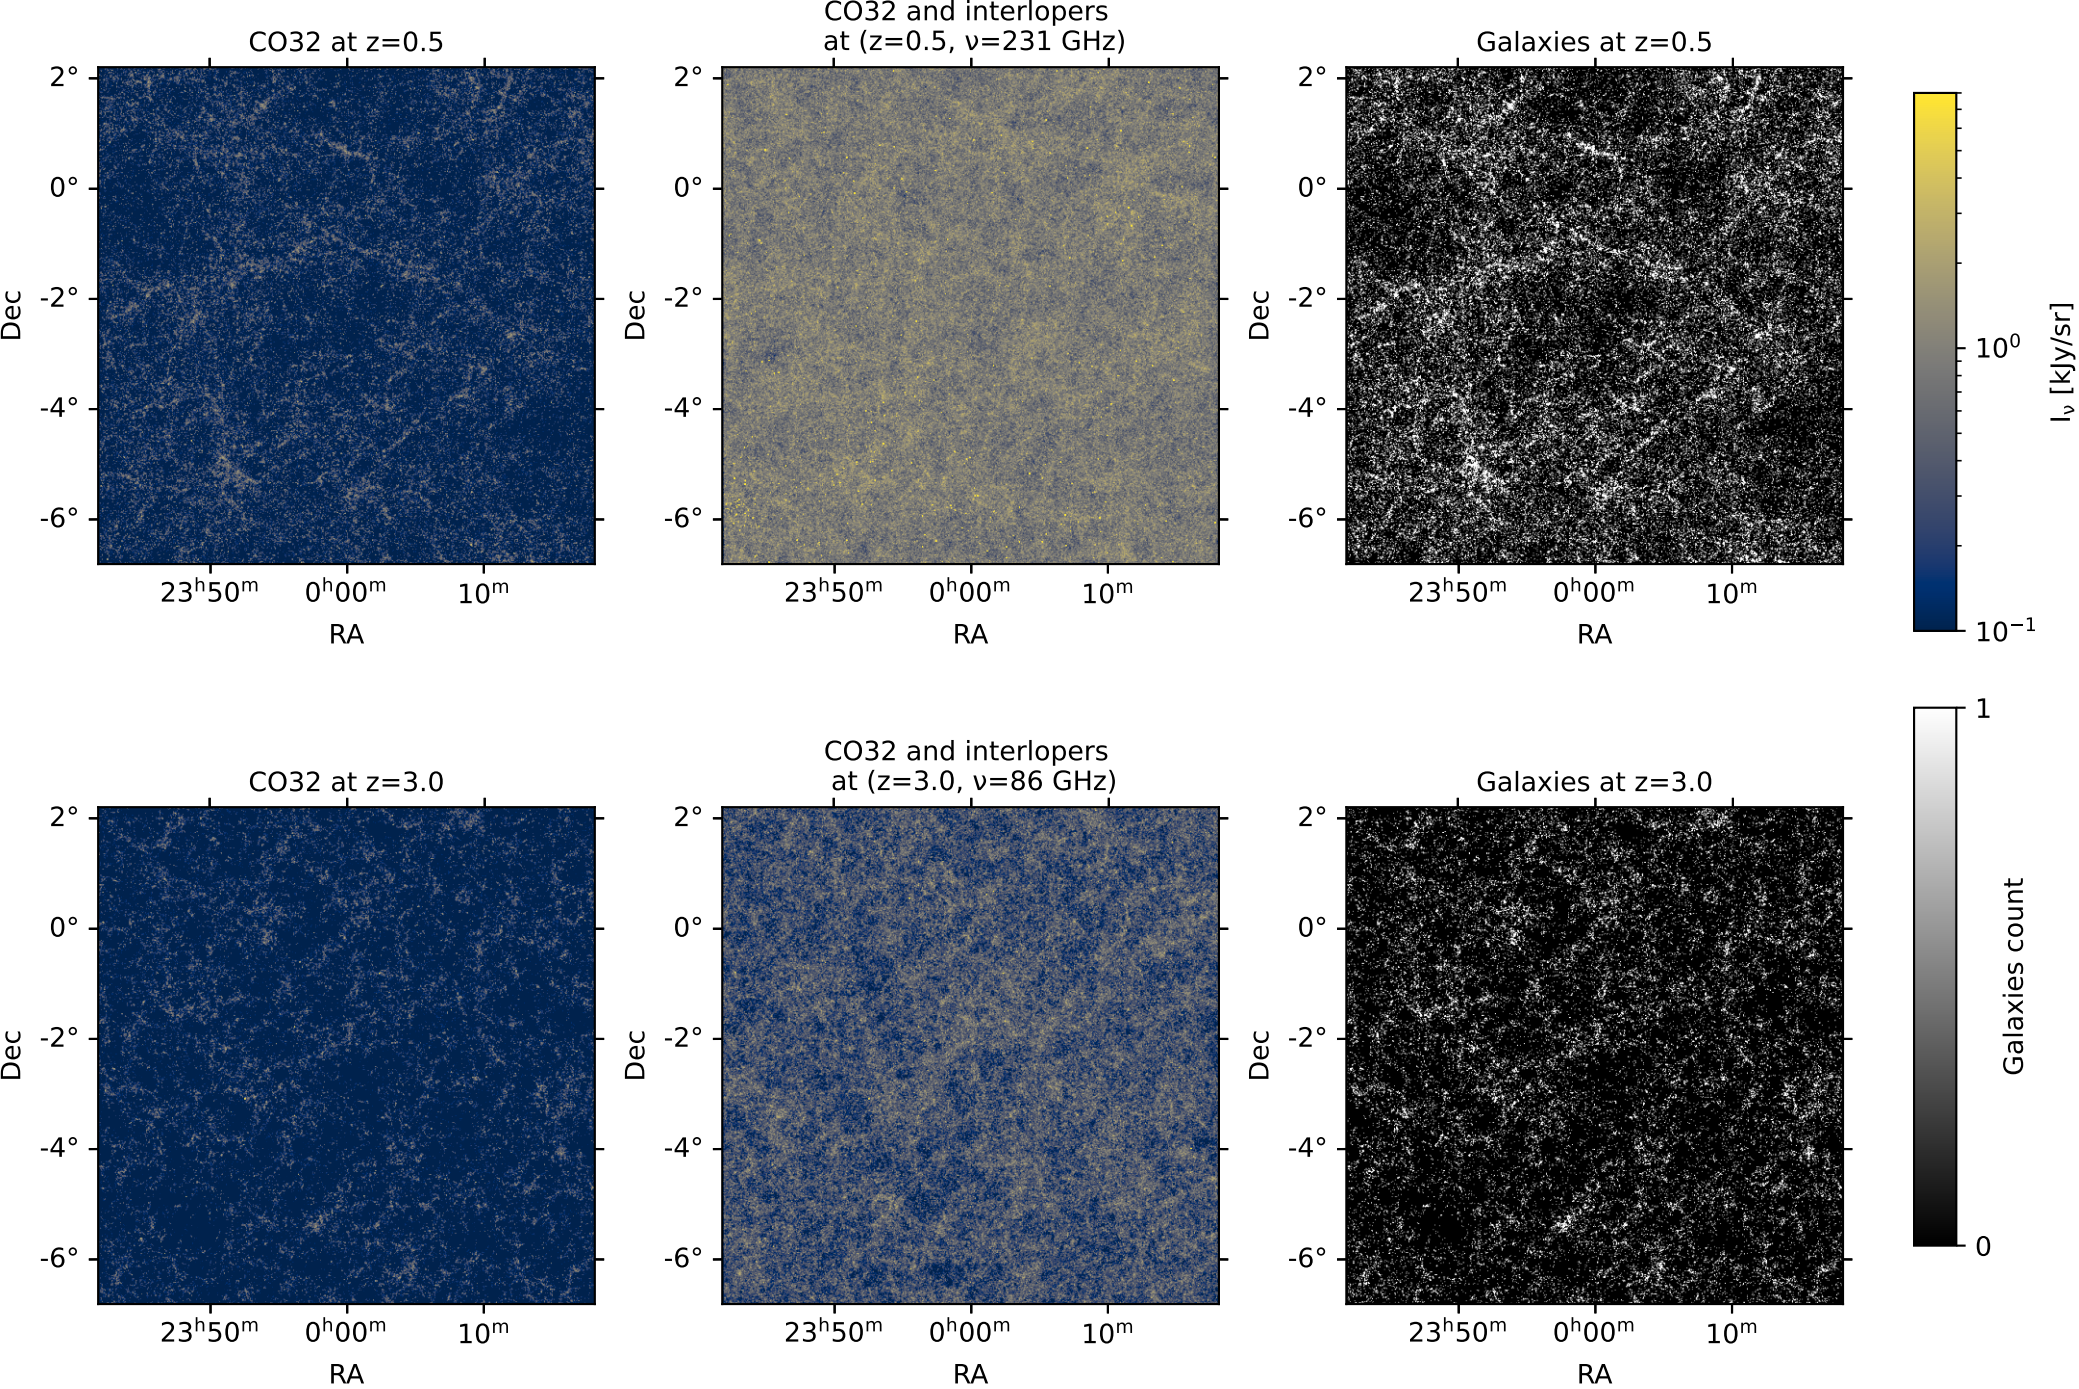 CO32 at z=0.5
CO32 and interlopers
at (z=0.5, ν=231 GHz)
Galaxies at z=0.5
2°
0°
-2°
-4°
-6°
Dec
23ʰ50ᵐ 0ʰ00ᵐ 10ᵐ
RA
2°
0°
-2°
-4°
-6°
Dec
23ʰ50ᵐ 0ʰ00ᵐ 10ᵐ
RA
2°
0°
-2°
-4°
-6°
Dec
23ʰ50ᵐ 0ʰ00ᵐ 10ᵐ
RA
10⁰
10⁻¹
Iν [kJy/sr]
CO32 at z=3.0
CO32 and interlopers
at (z=3.0, ν=86 GHz)
Galaxies at z=3.0
2°
0°
-2°
-4°
-6°
Dec
23ʰ50ᵐ 0ʰ00ᵐ 10ᵐ
RA
2°
0°
-2°
-4°
-6°
Dec
23ʰ50ᵐ 0ʰ00ᵐ 10ᵐ
RA
2°
0°
-2°
-4°
-6°
Dec
23ʰ50ᵐ 0ʰ00ᵐ 10ᵐ
RA
1
0
Galaxies count